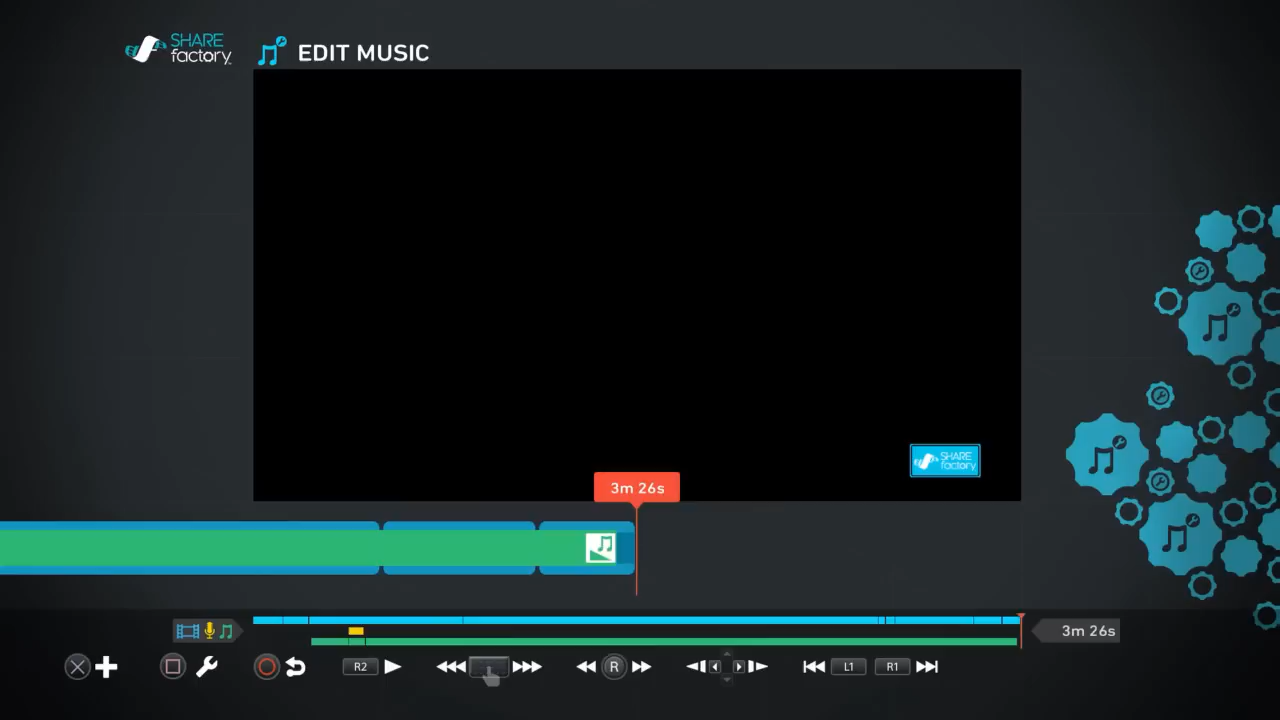 SHARE
factory
EDIT MUSIC
SHARE
factory
3m 26s
3m 26s
R2
R
L1
R1